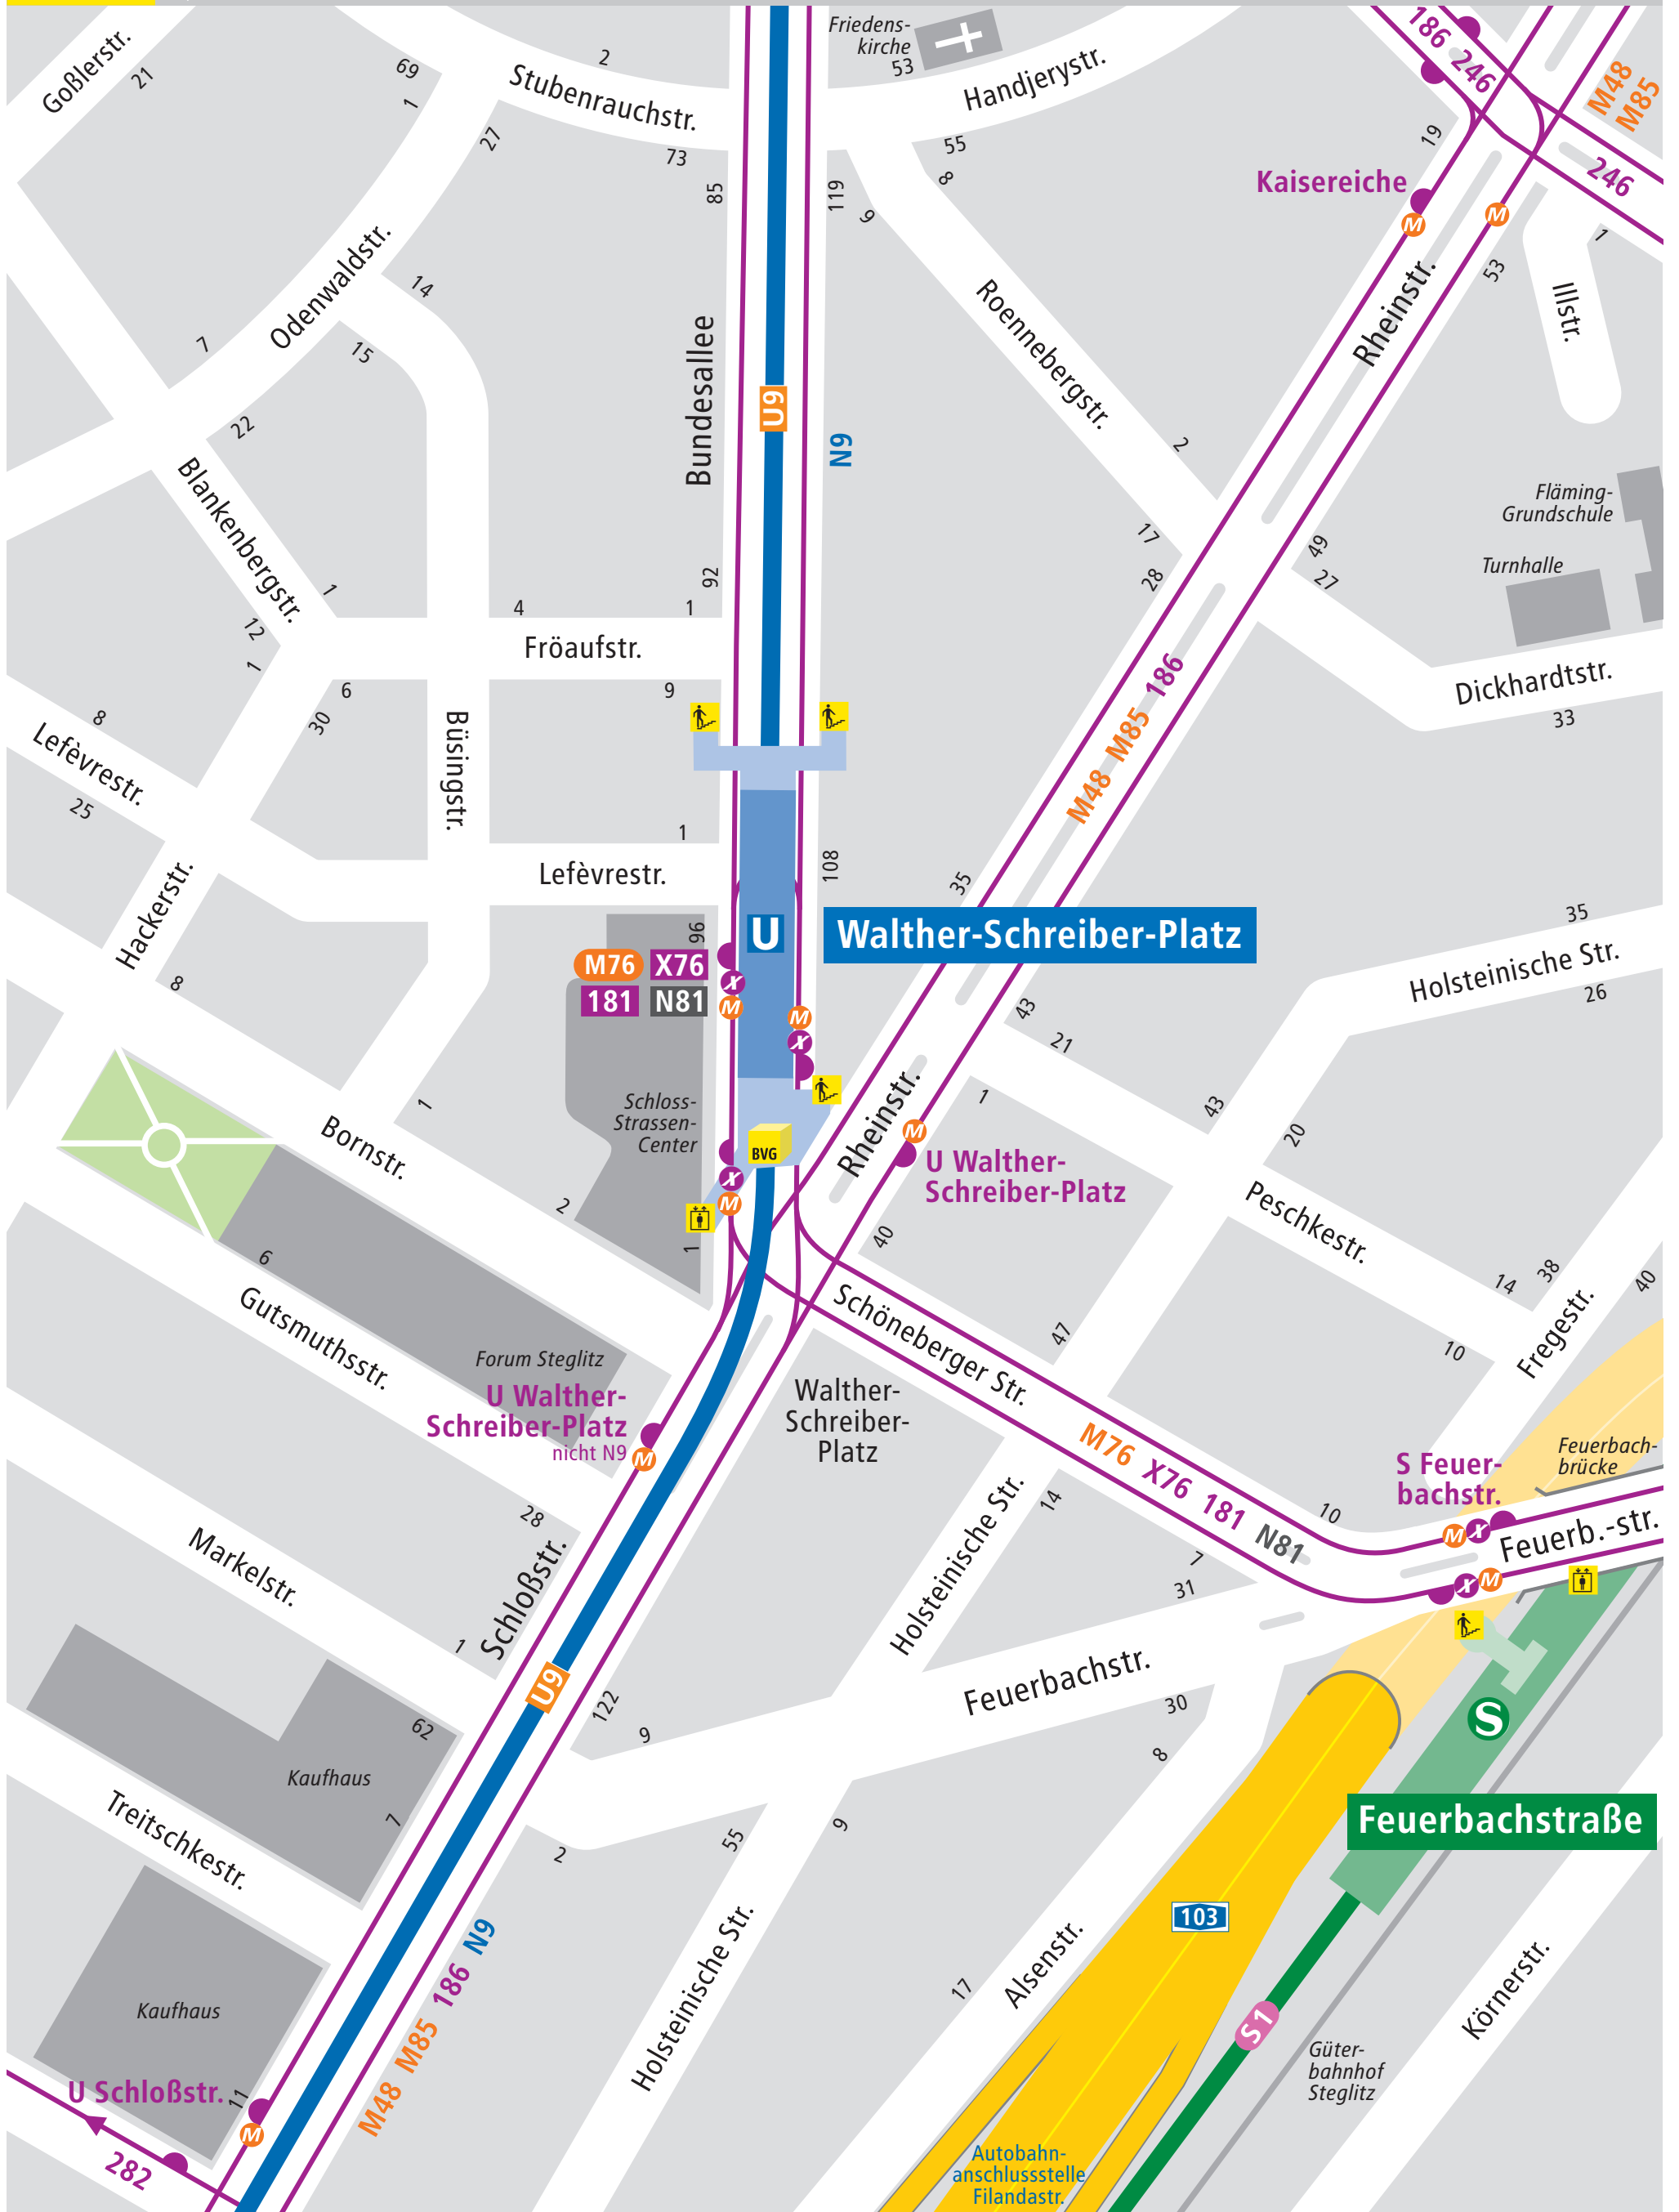 Goßlerstr.
21
69
1
2
Stubenrauchstr.
73
27
Friedens-
kirche
53
Handjerystr.
55
8
9
85
119
186 246
M48
M85
19
246
Kaisereiche
M
M
1
53
Rheinstr.
Illstr.
Odenwaldstr.
14
15
7
22
Bundesallee
U9
N9
Roennebergstr.
2
17
28
49
27
Fläming-
Grundschule
Turnhalle
Blankenbergstr.
1
12
1
92
4
1
Fröaufstr.
6
9
30
M48 M85 186
Dickhardtstr.
33
8
Lefèvrestr.
25
Büsingstr.
1
Lefèvrestr.
108
35
Hackerstr.
8
96
U
Walther-Schreiber-Platz
M76 X76
181 N81
X
M
M
X
35
Holsteinische Str.
26
43
21
1
43
20
Schloss-
Strassen-
Center
BVG
X
M
Rheinstr.
M
U Walther-
Schreiber-Platz
1
Bornstr.
2
1
40
Peschkestr.
14
38
40
10
Fregestr.
6
Gutsmuthsstr.
Forum Steglitz
U Walther-
Schreiber-Platz
nicht N9
M
Schöneberger Str.
47
Walther-
Schreiber-
Platz
M76 X76 181 N81
10
S Feuer-
bachstr.
Feuerbach-
brücke
M
X
Feuerb.-str.
X
M
28
Markelstr.
1
Schloßstr.
Holsteinische Str.
14
7
31
Feuerbachstr.
30
8
S
U9
122
9
62
Kaufhaus
7
Treitschkestr.
2
55
9
Feuerbachstraße
103
Kaufhaus
M48 M85 186 N9
Holsteinische Str.
17
Alsenstr.
S1
Körnerstr.
Güter-
bahnhof
Steglitz
U Schloßstr.
11
M
282
Autobahn-
anschlussstelle
Filandastr.